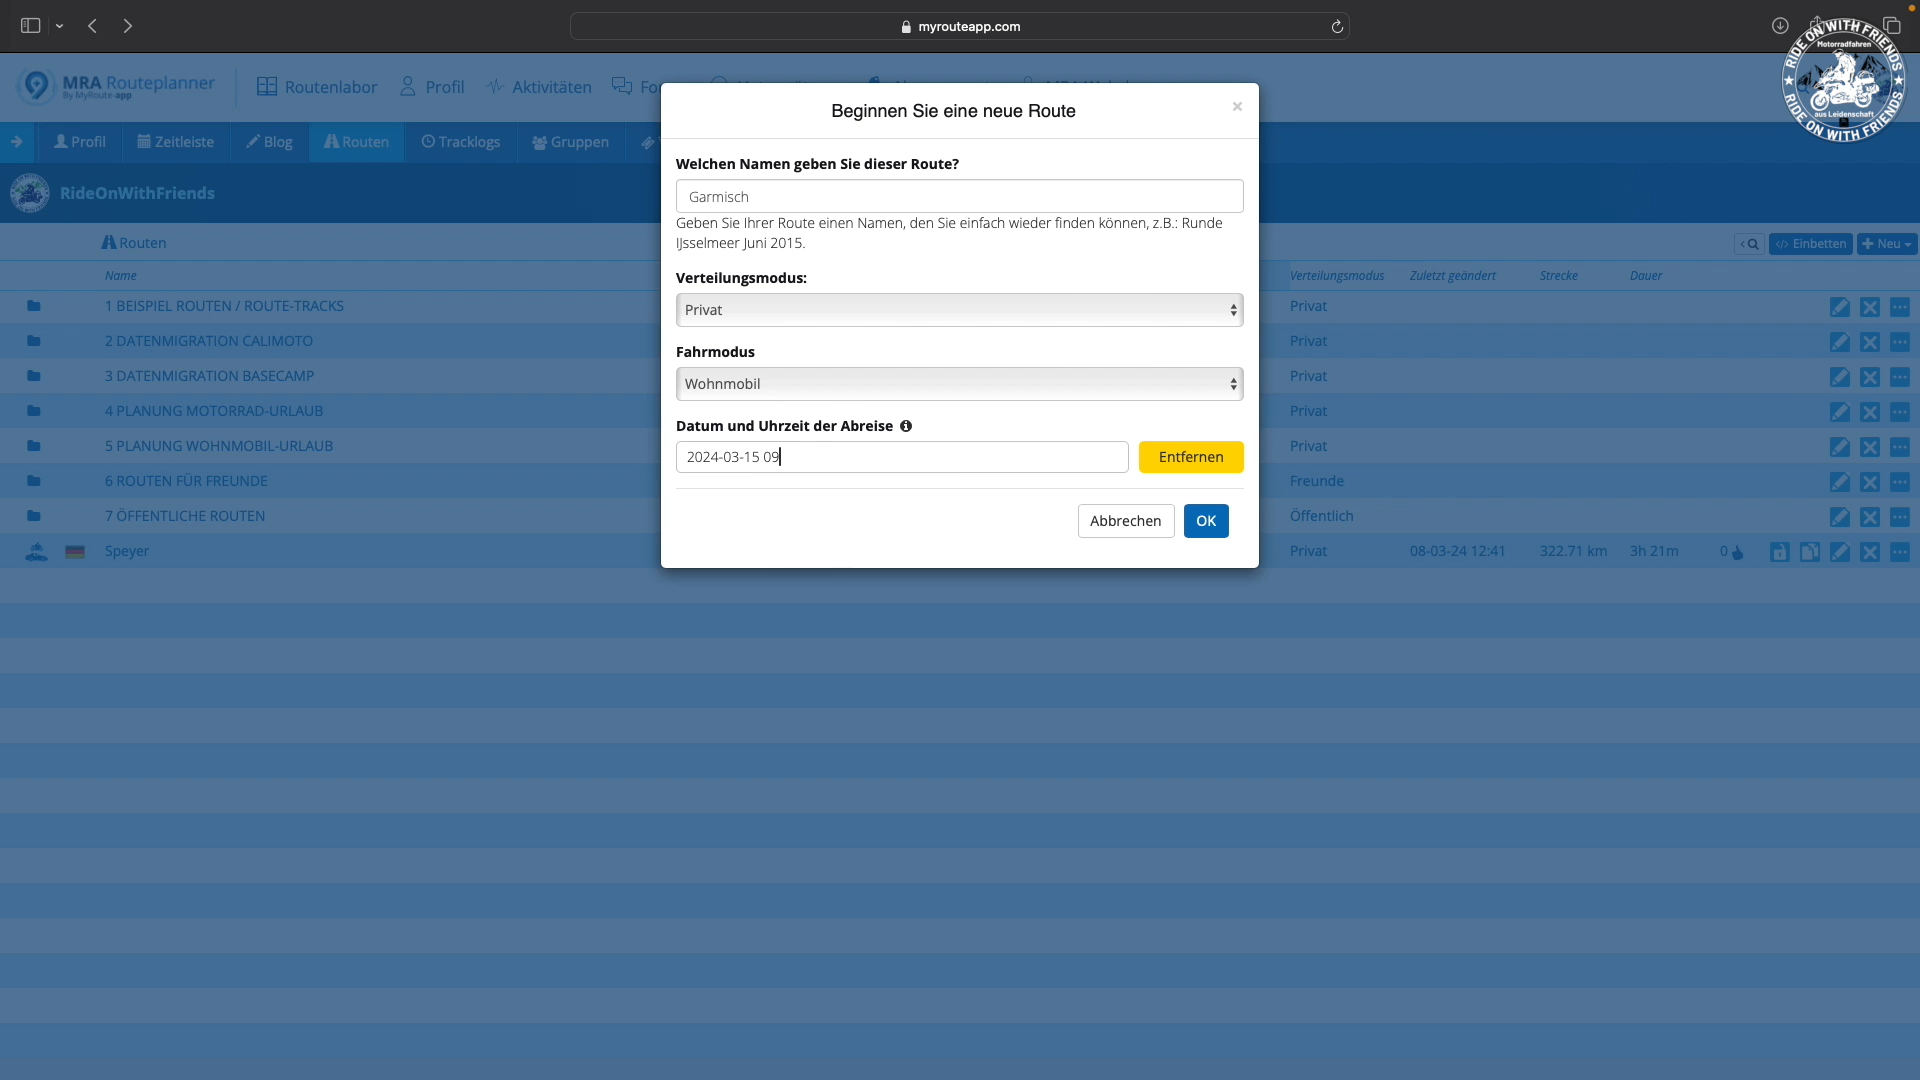 myrouteapp.com
RIDE ON WITH FRIENDS
Motorradfahren
aus Leidenschaft
RIDE ON WITH FRIENDS
MRA Routeplanner
By MyRoute-app
Routenlabor
Profil
Aktivitäten
Fo
Profil
Zeitleiste
Blog
Routen
Tracklogs
Gruppen
RideOnWithFriends
Beginnen Sie eine neue Route
×
Welchen Namen geben Sie dieser Route?
Garmisch
Geben Sie Ihrer Route einen Namen, den Sie einfach wieder finden können, z.B.: Runde
IJsselmeer Juni 2015.
Verteilungsmodus:
Privat
Fahrmodus
Wohnmobil
Datum und Uhrzeit der Abreise
2024-03-15 09
Entfernen
Abbrechen
OK
Routen
Einbetten
Neu
Name
Verteilungsmodus
Zuletzt geändert
Strecke
Dauer
1 BEISPIEL ROUTEN / ROUTE-TRACKS
Privat
2 DATENMIGRATION CALIMOTO
Privat
3 DATENMIGRATION BASECAMP
Privat
4 PLANUNG MOTORRAD-URLAUB
Privat
5 PLANUNG WOHNMOBIL-URLAUB
Privat
6 ROUTEN FÜR FREUNDE
Freunde
7 ÖFFENTLICHE ROUTEN
Öffentlich
Speyer
Privat
08-03-24 12:41
322.71 km
3h 21m
0